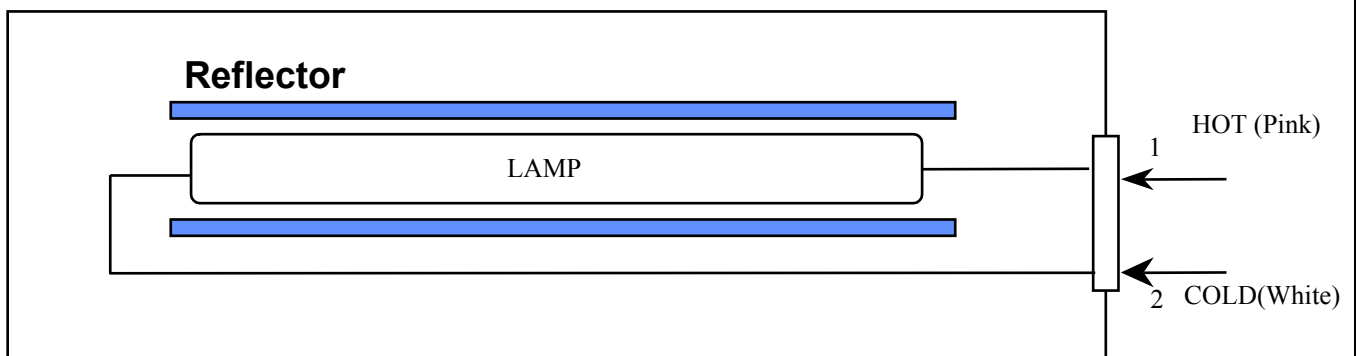 Reflector
HOT (Pink)
1
LAMP
2
COLD(White)